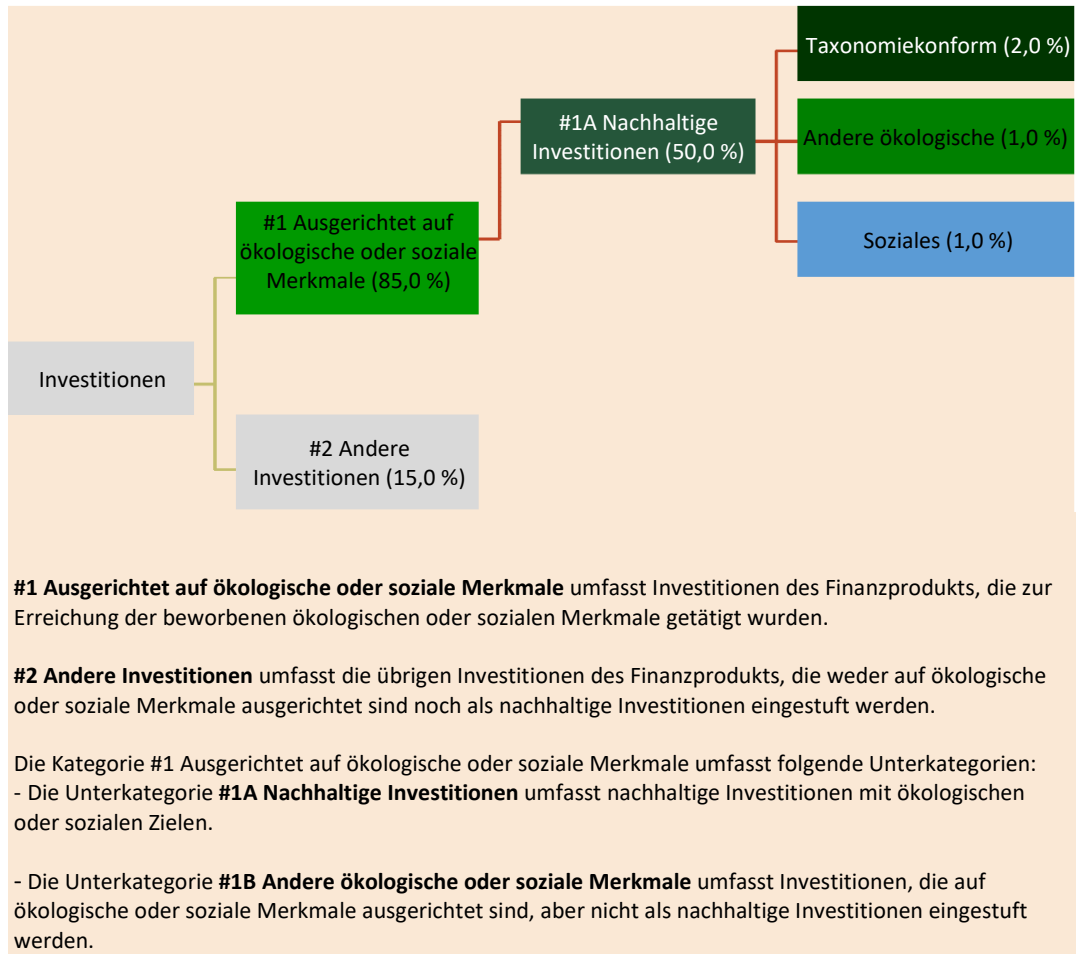 Taxonomiekonform (2,0 %)
#1A Nachhaltige
Investitionen (50,0 %)
Andere ökologische (1,0 %)
#1 Ausgerichtet auf
ökologische oder soziale
Merkmale (85,0 %)
Soziales (1,0 %)
Investitionen
#2 Andere
Investitionen (15,0 %)
#1 Ausgerichtet auf ökologische oder soziale Merkmale umfasst Investitionen des Finanzprodukts, die zur
Erreichung der beworbenen ökologischen oder sozialen Merkmale getätigt wurden.
#2 Andere Investitionen umfasst die übrigen Investitionen des Finanzprodukts, die weder auf ökologische
oder soziale Merkmale ausgerichtet sind noch als nachhaltige Investitionen eingestuft werden.
Die Kategorie #1 Ausgerichtet auf ökologische oder soziale Merkmale umfasst folgende Unterkategorien:
- Die Unterkategorie #1A Nachhaltige Investitionen umfasst nachhaltige Investitionen mit ökologischen
oder sozialen Zielen.
- Die Unterkategorie #1B Andere ökologische oder soziale Merkmale umfasst Investitionen, die auf
ökologische oder soziale Merkmale ausgerichtet sind, aber nicht als nachhaltige Investitionen eingestuft
werden.